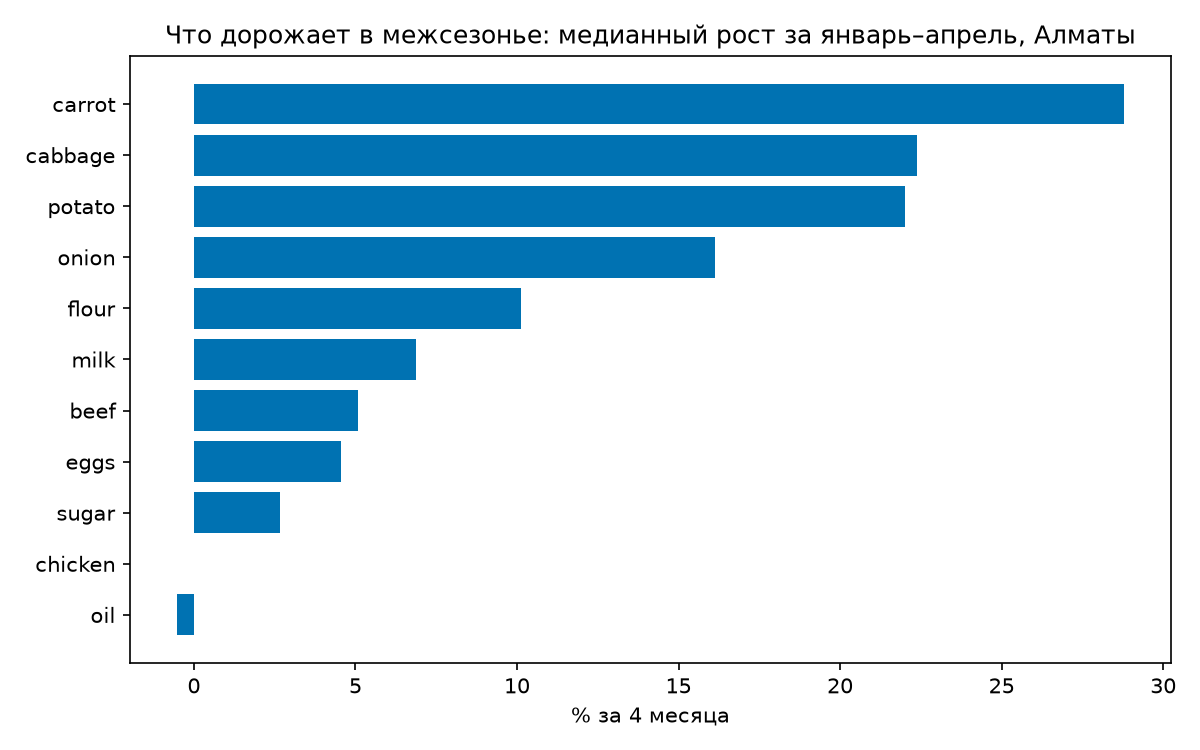 Что дорожает в межсезонье: медианный рост за январь–апрель, Алматы
carrot
cabbage
potato
onion
flour
milk
beef
eggs
sugar
chicken
oil
0 5 10 15 20 25 30
% за 4 месяца